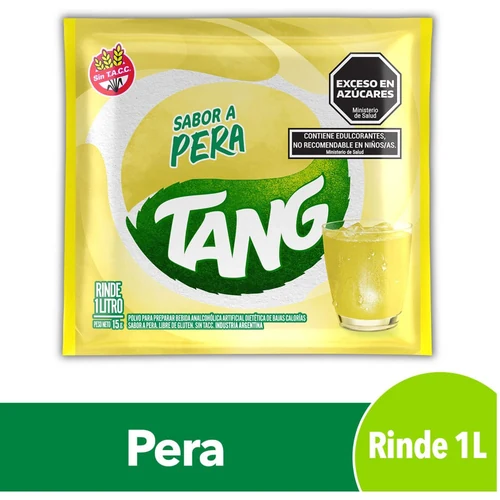 Sin T.A.C.C.
SABOR A
PERA
TANG
EXCESO EN
AZÚCARES
Ministerio
de Salud
CONTIENE EDULCORANTES,
NO RECOMENDABLE EN NIÑOS/AS.
Ministerio de Salud
RINDE
1 LITRO
PESO NETO 15 g
POLVO PARA PREPARAR BEBIDA ANALCOHÓLICA ARTIFICIAL DIETÉTICA DE BAJAS CALORÍAS
SABOR A PERA. LIBRE DE GLUTEN. SIN TACC. INDUSTRIA ARGENTINA
Pera
Rinde 1L